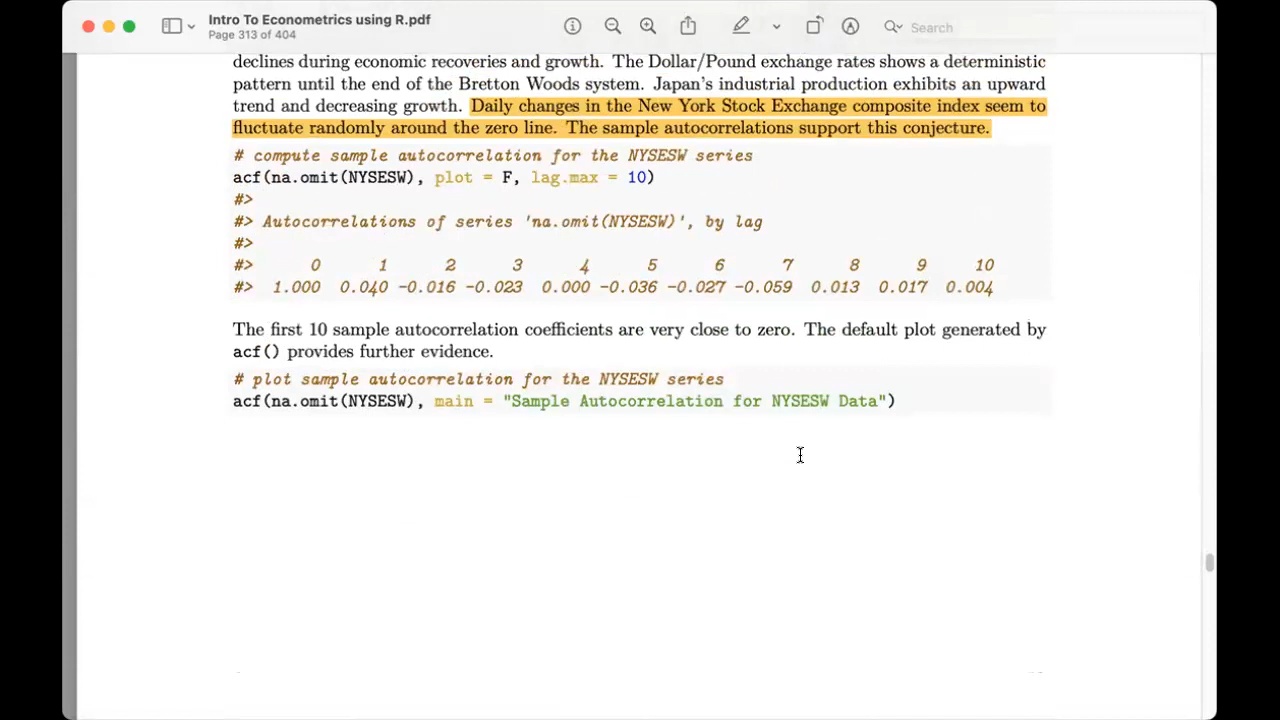 Intro To Econometrics using R.pdf
Page 313 of 404
Search
declines during economic recoveries and growth. The Dollar/Pound exchange rates shows a deterministic
pattern until the end of the Bretton Woods system. Japan's industrial production exhibits an upward
trend and decreasing growth. Daily changes in the New York Stock Exchange composite index seem to
fluctuate randomly around the zero line. The sample autocorrelations support this conjecture.
# compute sample autocorrelation for the NYSESW series
acf(na.omit(NYSESW), plot = F, lag.max = 10)
#>
#> Autocorrelations of series 'na.omit(NYSESW)', by lag
#>
#> 0 1 2 3 4 5 6 7 8 9 10
#> 1.000 0.040 -0.016 -0.023 0.000 -0.036 -0.027 -0.059 0.013 0.017 0.004
The first 10 sample autocorrelation coefficients are very close to zero. The default plot generated by
acf() provides further evidence.
# plot sample autocorrelation for the NYSESW series
acf(na.omit(NYSESW), main = "Sample Autocorrelation for NYSESW Data")